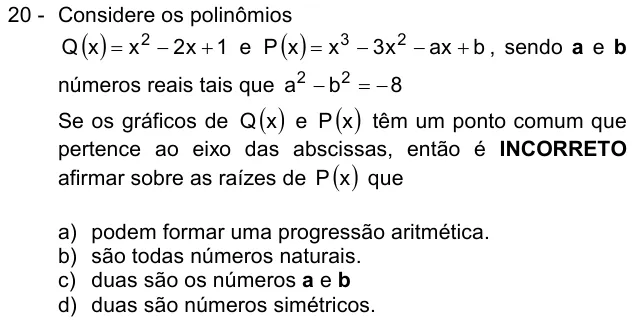 20 - Considere os polinômios
Q(x) = x² – 2x + 1 e P(x) = x³ – 3x² – ax + b, sendo a e b
números reais tais que a² – b² = –8
Se os gráficos de Q(x) e P(x) têm um ponto comum que
pertence ao eixo das abscissas, então é INCORRETO
afirmar sobre as raízes de P(x) que
a) podem formar uma progressão aritmética.
b) são todas números naturais.
c) duas são os números a e b
d) duas são números simétricos.